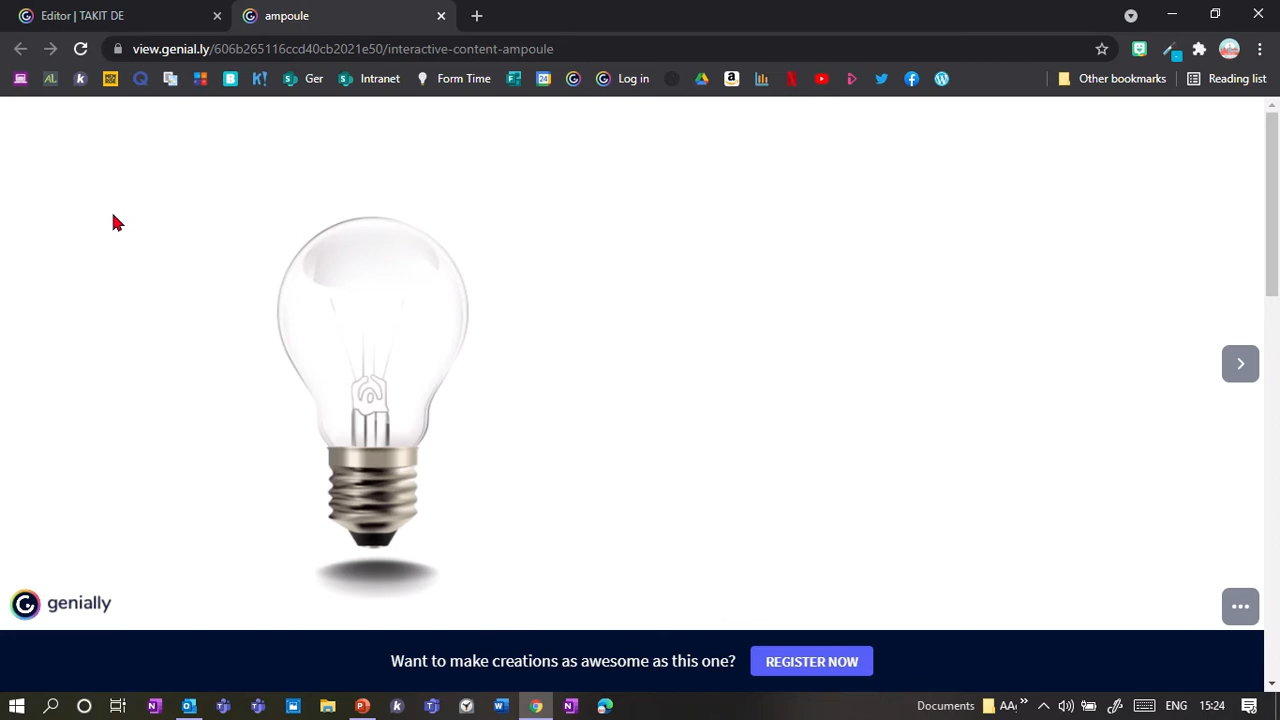 Editor | TAKIT DE
ampoule
view.genial.ly/606b265116ccd40cb2021e50/interactive-content-ampoule
AL
k
Q
B
K!
Ger
Intranet
Form Time
Log in
Other bookmarks
Reading list
genially
Want to make creations as awesome as this one?
REGISTER NOW
Documents
ENG
15:24